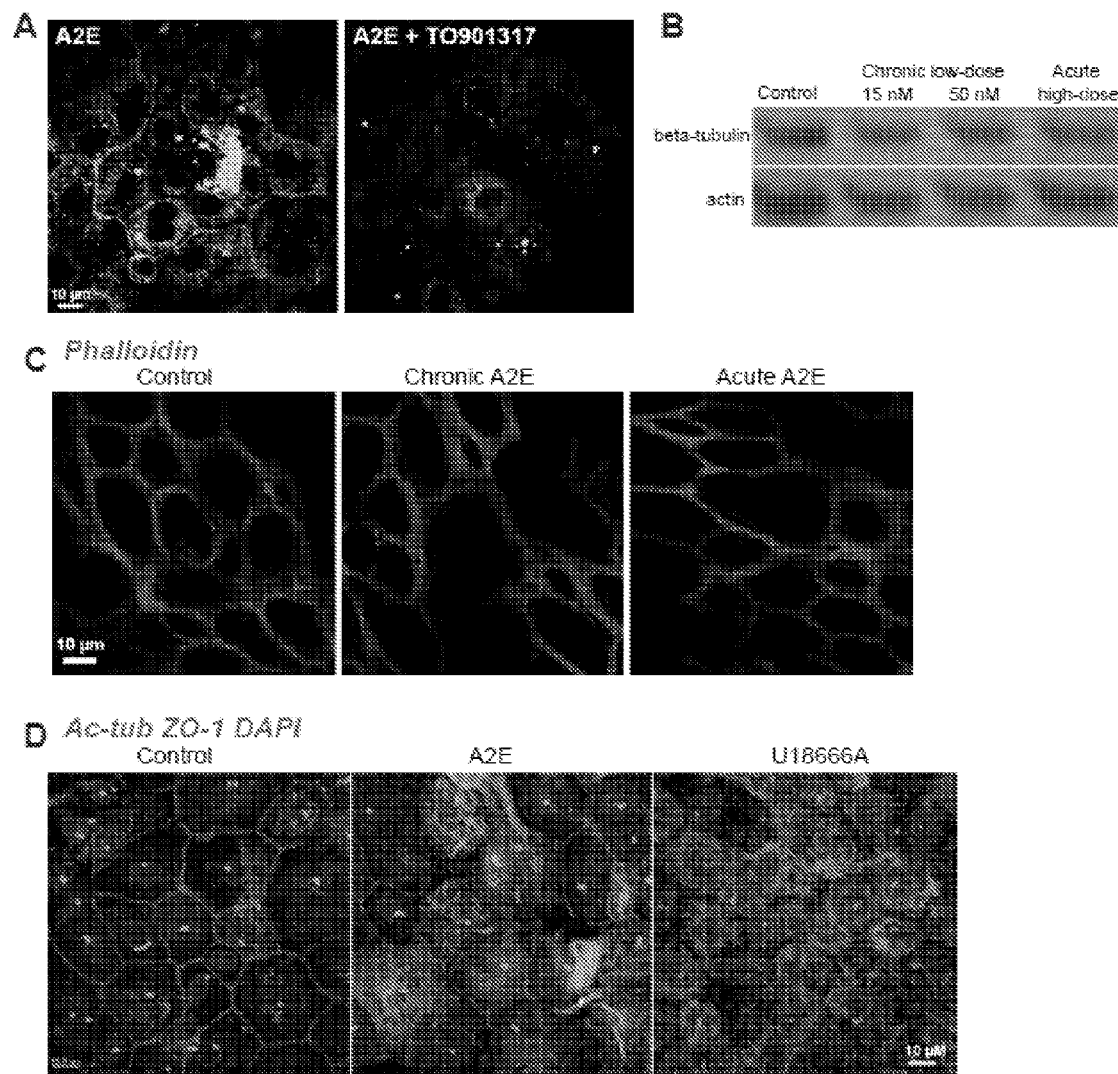 A
A2E
A2E + TO901317
10 µm
B
Chronic low-dose
Acute
Control
15 nM
50 nM
high-dose
beta-tubulin
actin
C
Phalloidin
Control
Chronic A2E
Acute A2E
10 µm
D
Ac-tub ZO-1 DAPI
Control
A2E
U18666A
10 µM